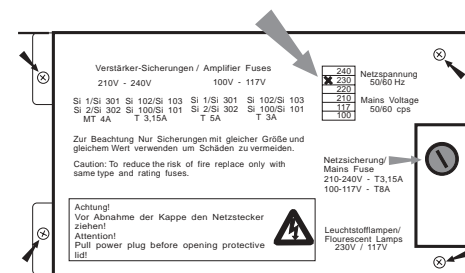 Verstärker-Sicherungen / Amplifier Fuses
210V - 240V 100V - 117V
Si 1/Si 301 Si 102/Si 103 Si 1/Si 301 Si 102/Si 103
Si 2/Si 302 Si 100/Si 101 Si 2/Si 302 Si 100/Si 101
MT 4A T 3,15A T 5A T 3A
Zur Beachtung Nur Sicherungen mit gleicher Größe und
gleichem Wert verwenden um Schäden zu vermeiden.
Caution: To reduce the risk of fire replace only with
same type and rating fuses.
Achtung!
Vor Abnahme der Kappe den Netzstecker
ziehen!
Attention!
Pull power plug before opening protective
lid!
240
230
220
210
117
100
Netzspannung
50/60 Hz
Mains Voltage
50/60 cps
Netzsicherung/
Mains Fuse
210-240V - T3,15A
100-117V - T8A
Leuchtstofflampen/
Flourescent Lamps
230V / 117V